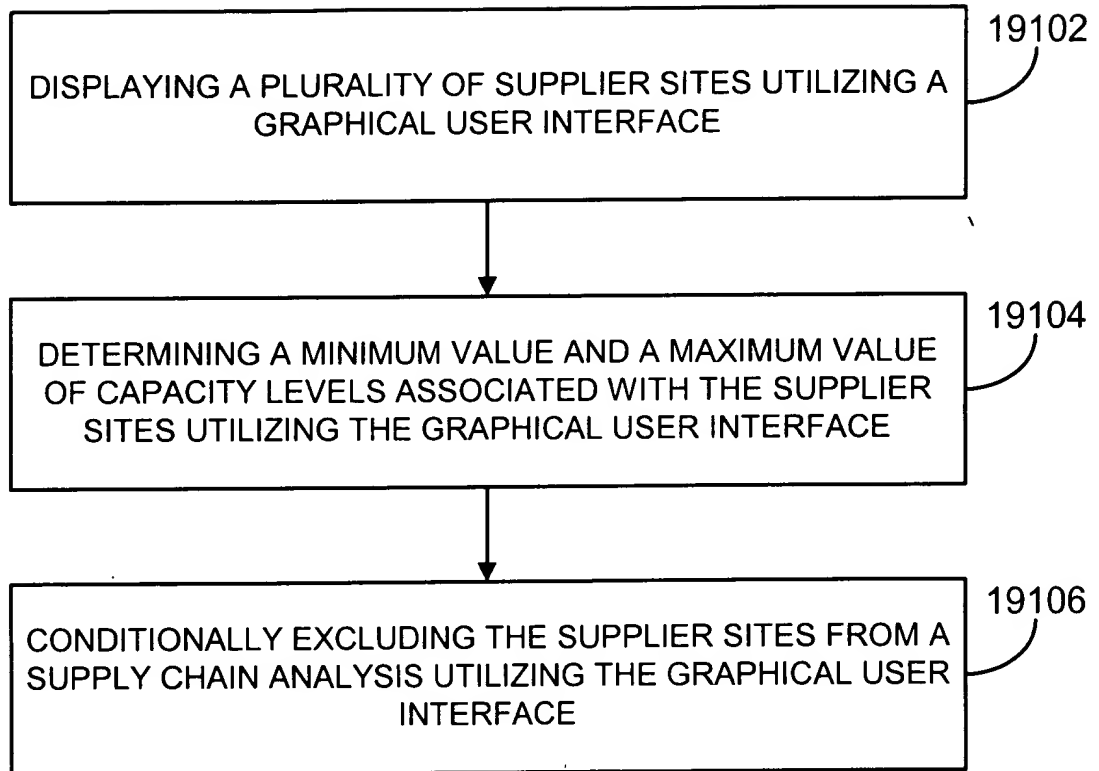 19102
DISPLAYING A PLURALITY OF SUPPLIER SITES UTILIZING A
GRAPHICAL USER INTERFACE
19104
DETERMINING A MINIMUM VALUE AND A MAXIMUM VALUE
OF CAPACITY LEVELS ASSOCIATED WITH THE SUPPLIER
SITES UTILIZING THE GRAPHICAL USER INTERFACE
19106
CONDITIONALLY EXCLUDING THE SUPPLIER SITES FROM A
SUPPLY CHAIN ANALYSIS UTILIZING THE GRAPHICAL USER
INTERFACE